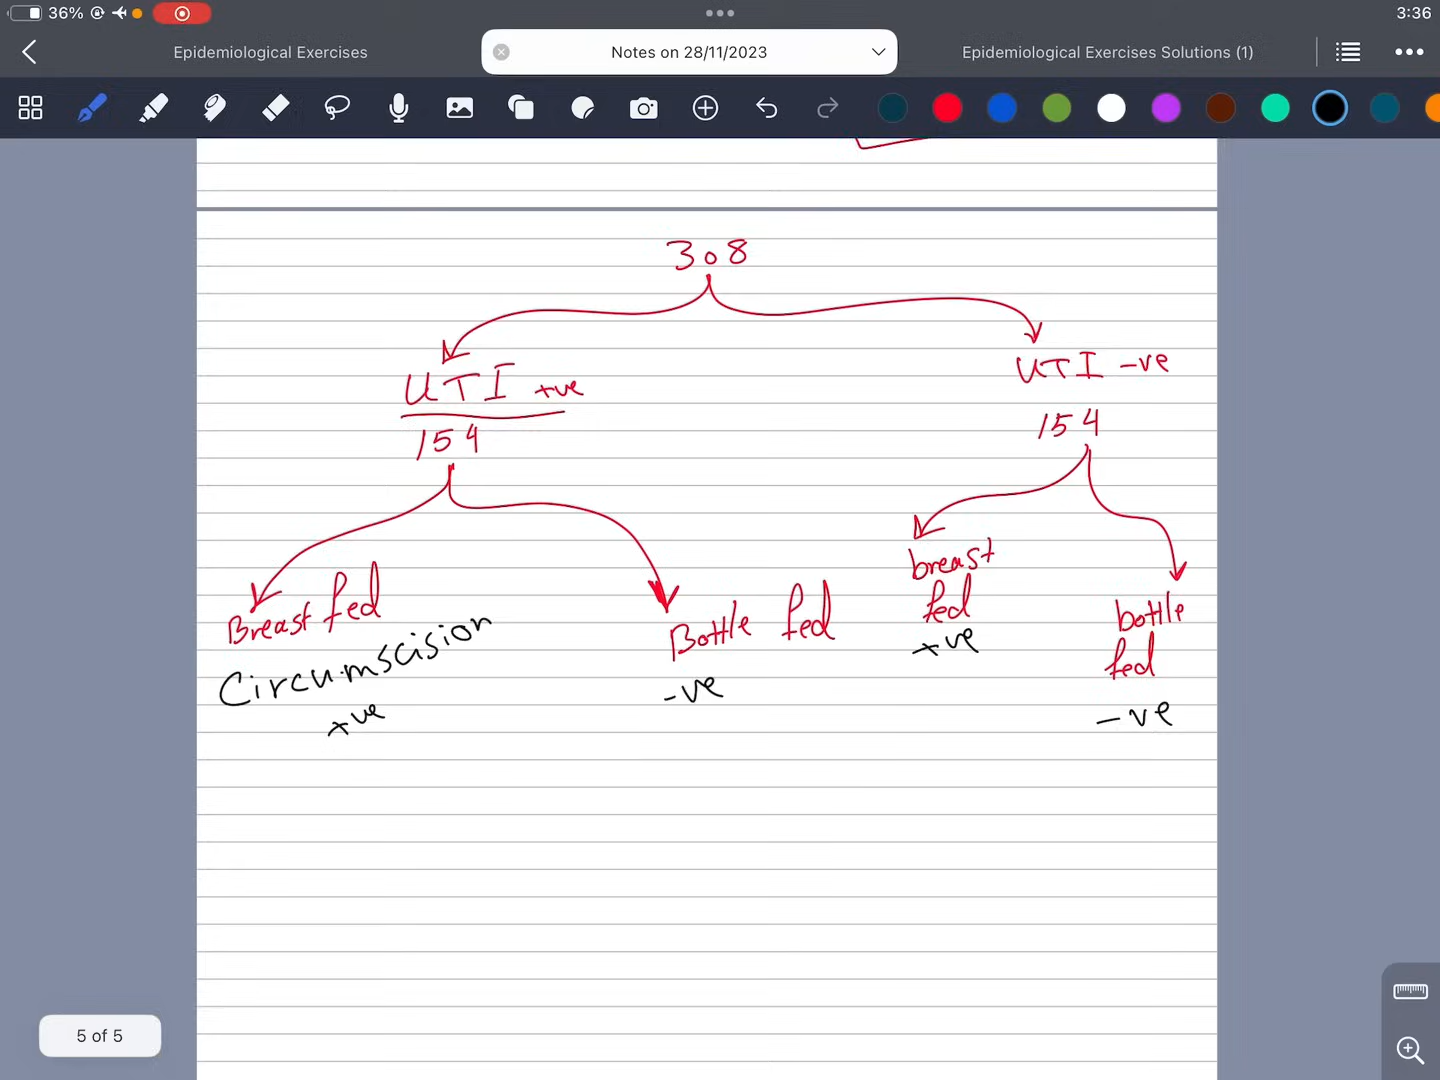 36%
3:36
Epidemiological Exercises
Notes on 28/11/2023
Epidemiological Exercises Solutions (1)
308
UTI +ve
UTI -ve
154
154
Breast fed
Bottle fed
breast
fed
bottle
fed
Circumscision
+ve
-ve
+ve
-ve
5 of 5